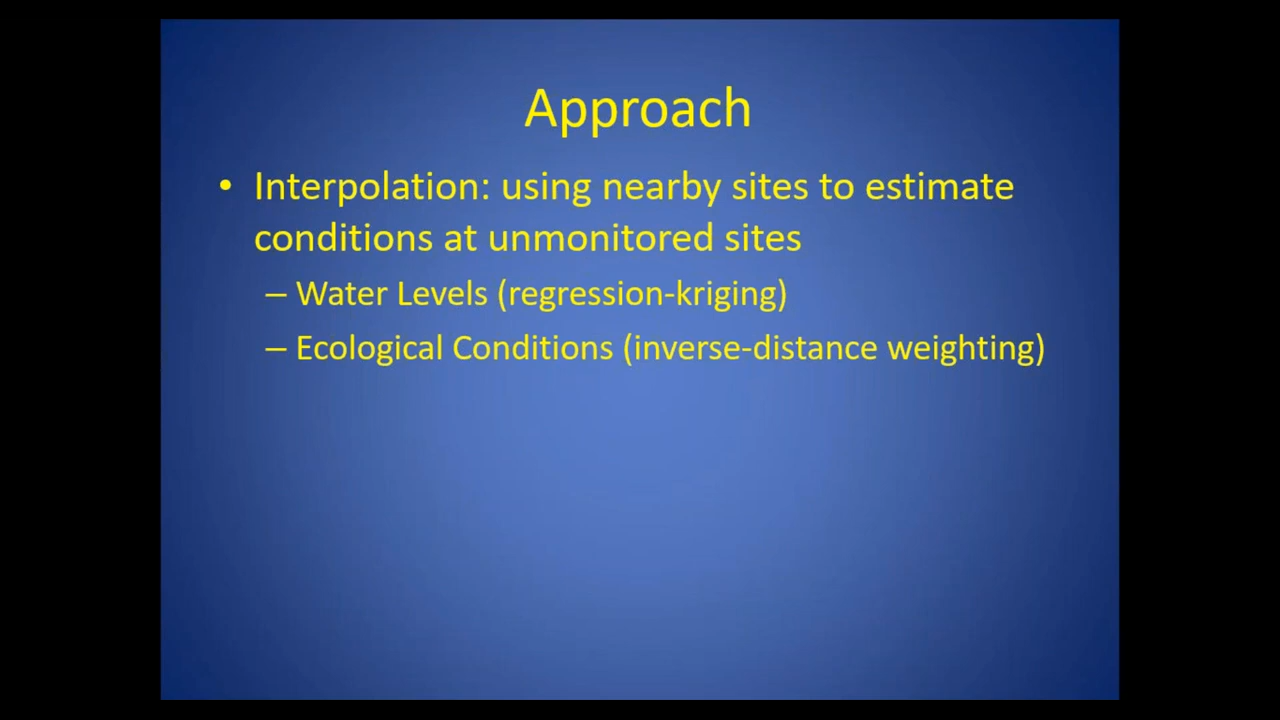 Approach
• Interpolation: using nearby sites to estimate
conditions at unmonitored sites
– Water Levels (regression-kriging)
– Ecological Conditions (inverse-distance weighting)